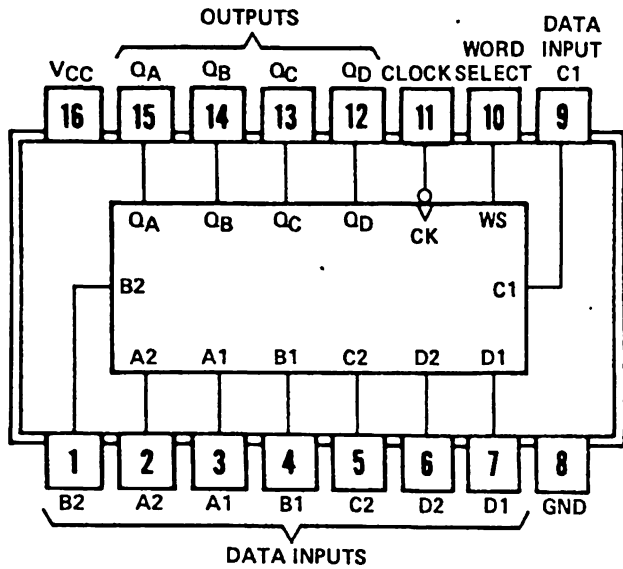 OUTPUTS
DATA
WORD INPUT
VCC QA QB QC QD CLOCK SELECT C1
16 15 14 13 12 11 10 9
QA QB QC QD CK WS
B2 C1
A2 A1 B1 C2 D2 D1
1 2 3 4 5 6 7 8
B2 A2 A1 B1 C2 D2 D1 GND
DATA INPUTS